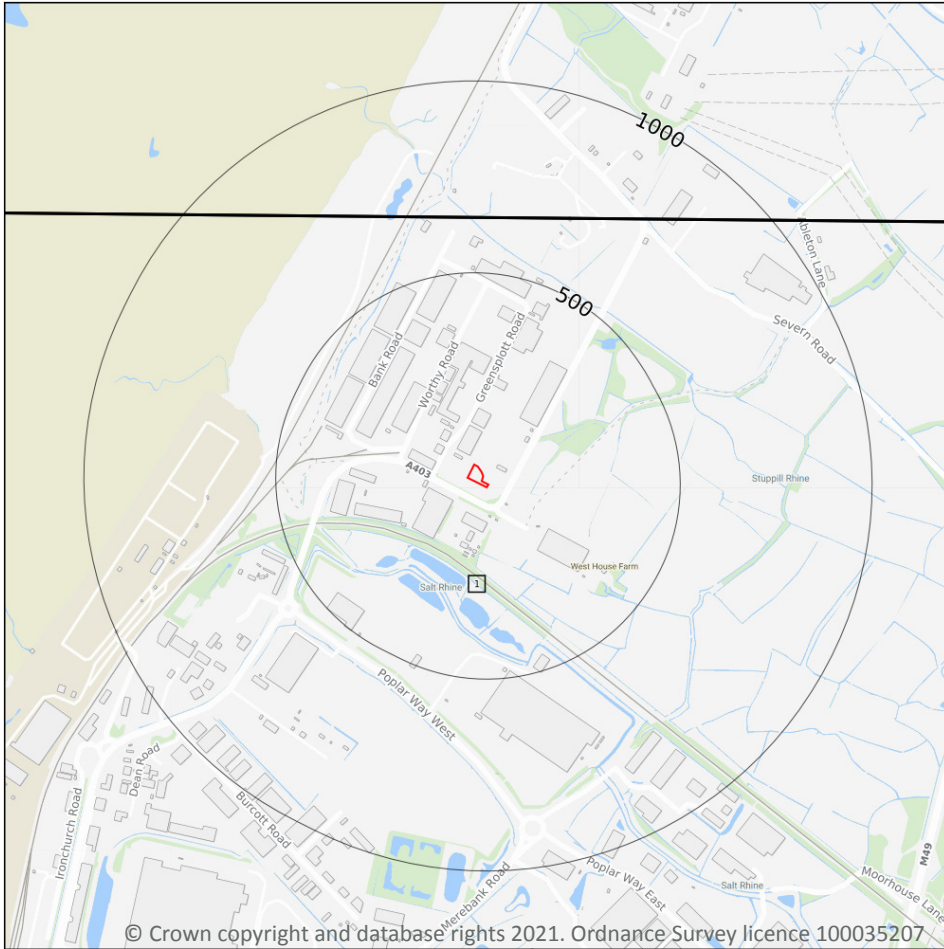 1000
Ableton Lane
500
Severn Road
Bank Road
Worthy Road
Greensplott Road
A403
Stuppill Rhine
West House Farm
1
Salt Rhine
Poplar Way West
Dean Road
Burcott Road
Ironchurch Road
M49
Poplar Way East
Moorhouse Lane
Salt Rhine
Merebank Road
© Crown copyright and database rights 2021. Ordnance Survey licence 100035207.